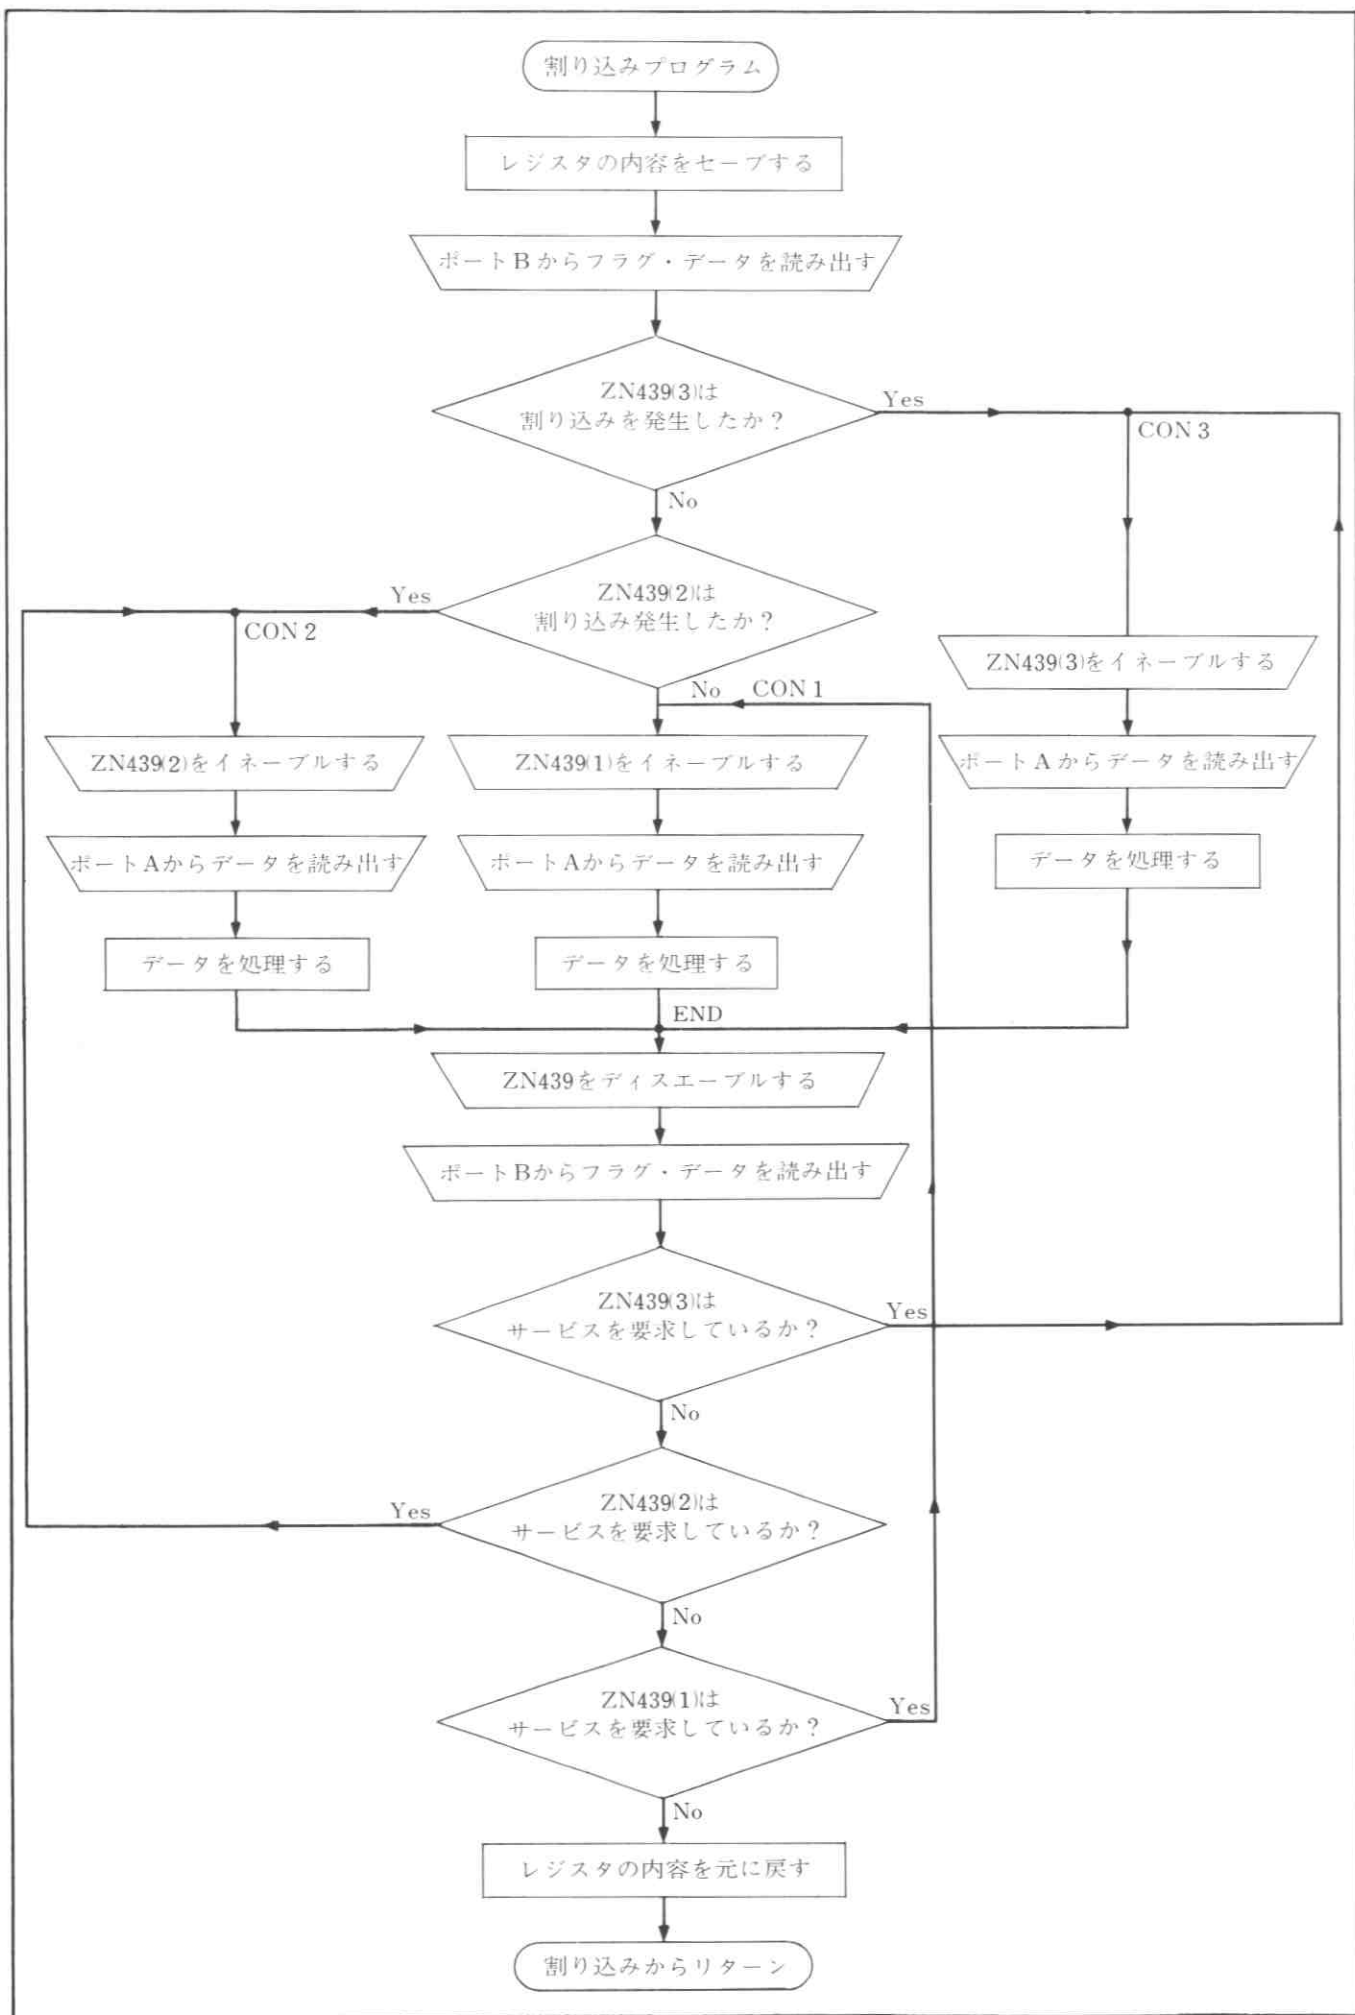 割り込みプログラム
レジスタの内容をセーブする
ポートBからフラグ・データを読み出す
ZN439(3)は
割り込みを発生したか？
Yes
CON 3
No
ZN439(2)は
割り込み発生したか？
Yes
CON 2
No
CON 1
ZN439(3)をイネーブルする
ポートAからデータを読み出す
データを処理する
ZN439(2)をイネーブルする
ポートAからデータを読み出す
データを処理する
ZN439(1)をイネーブルする
ポートAからデータを読み出す
データを処理する
END
ZN439をディスエーブルする
ポートBからフラグ・データを読み出す
ZN439(3)は
サービスを要求しているか？
Yes
No
ZN439(2)は
サービスを要求しているか？
Yes
No
ZN439(1)は
サービスを要求しているか？
Yes
No
レジスタの内容を元に戻す
割り込みからリターン